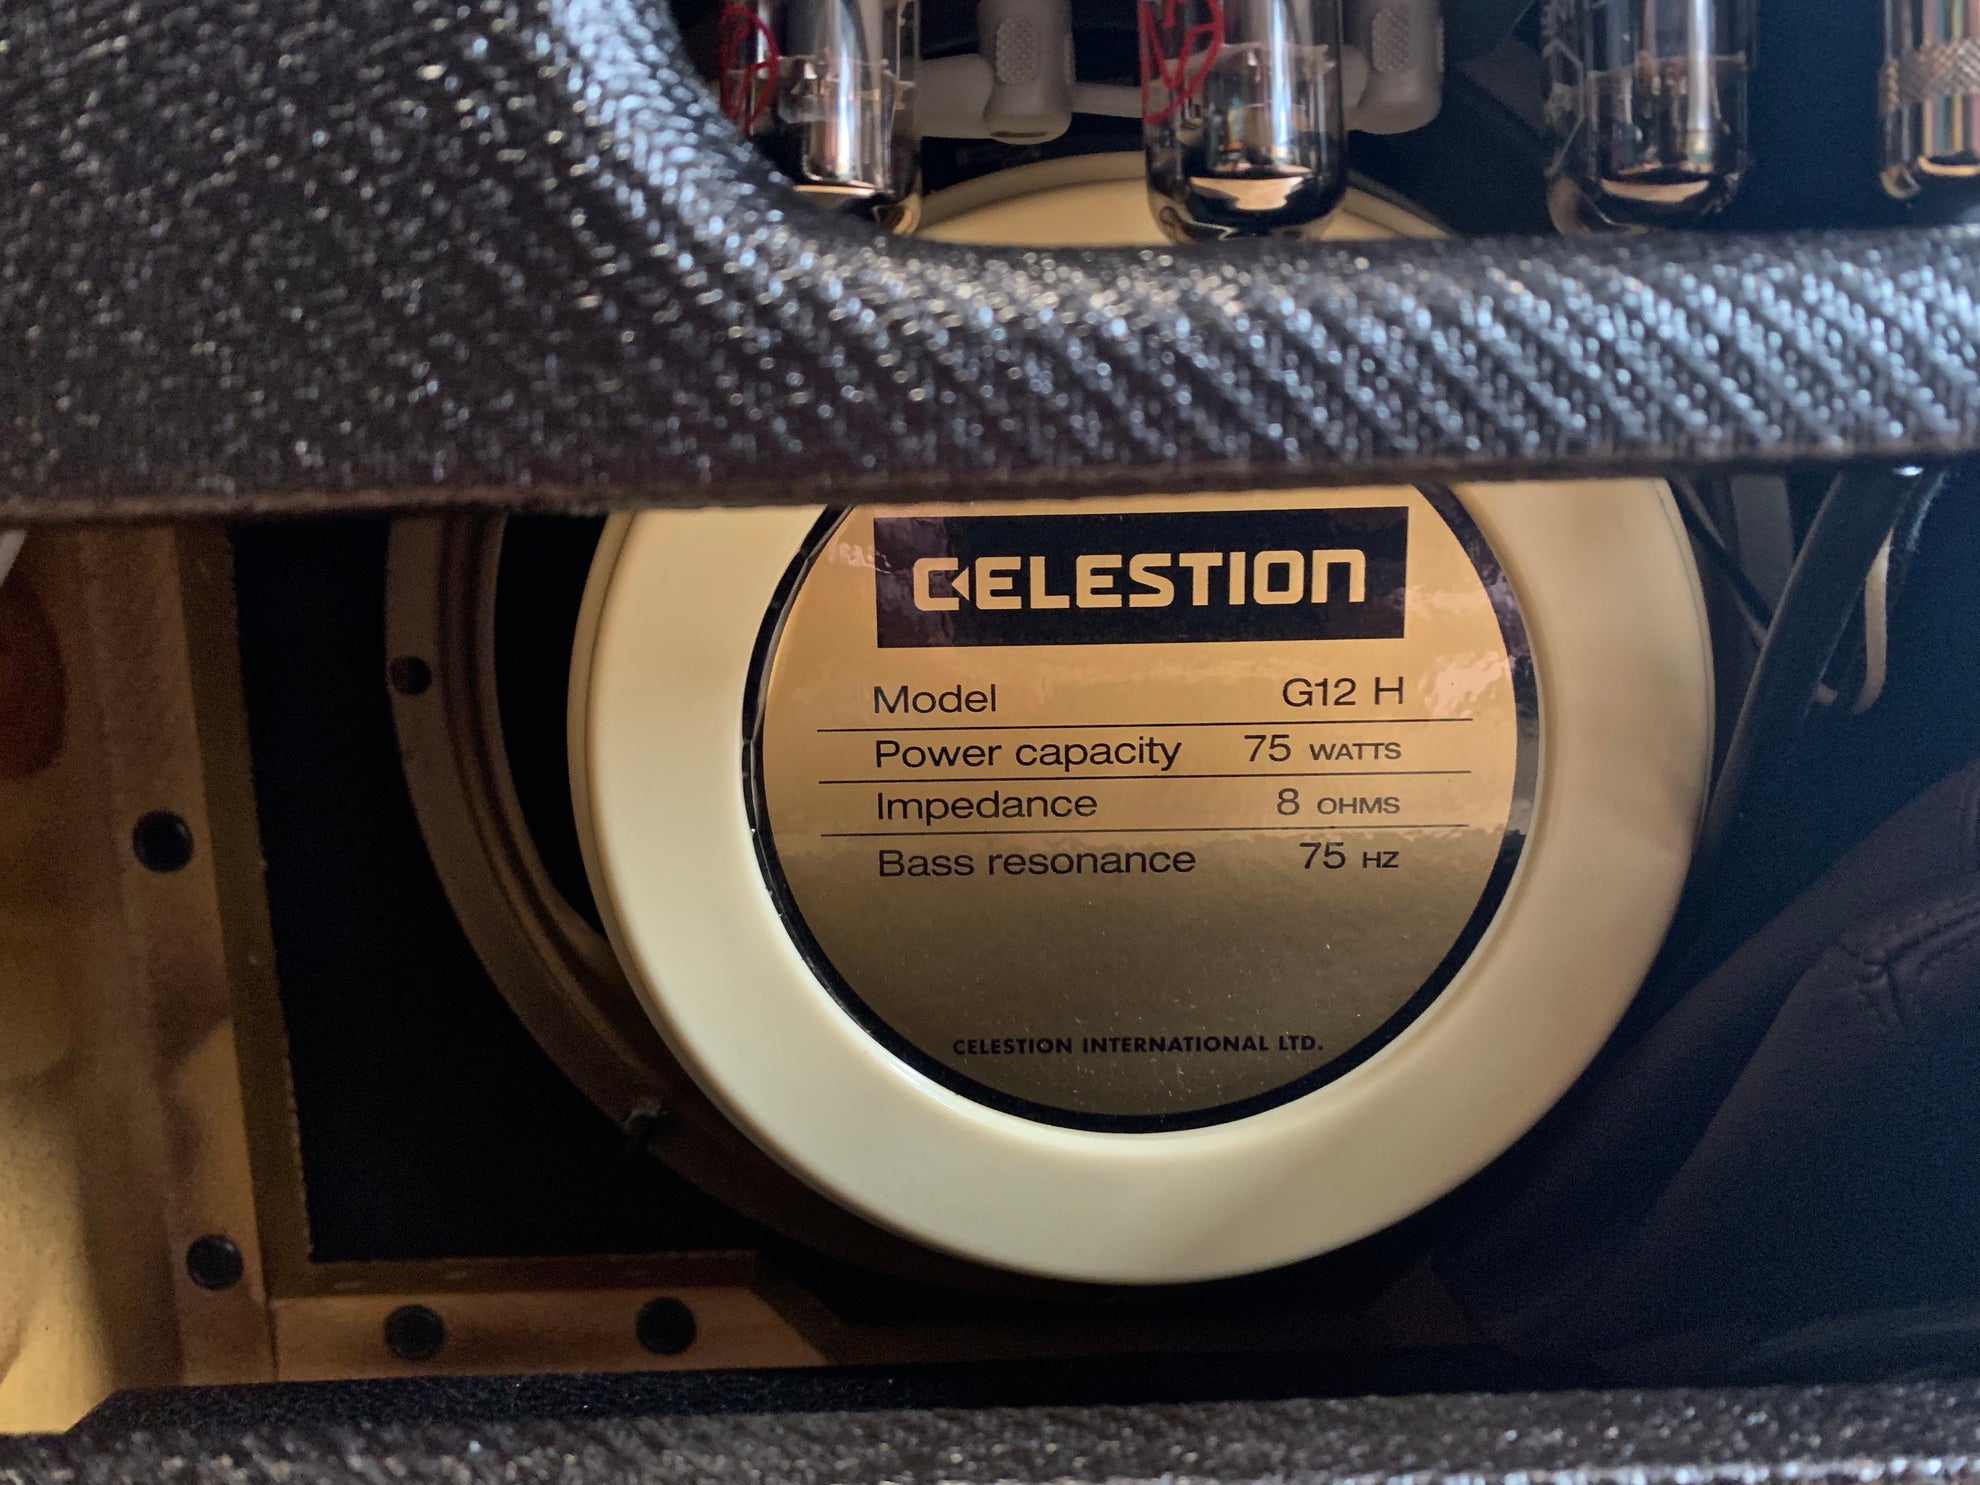 CELESTION
Model G12 H
Power capacity 75 WATTS
Impedance 8 OHMS
Bass resonance 75 HZ
CELESTION INTERNATIONAL LTD.